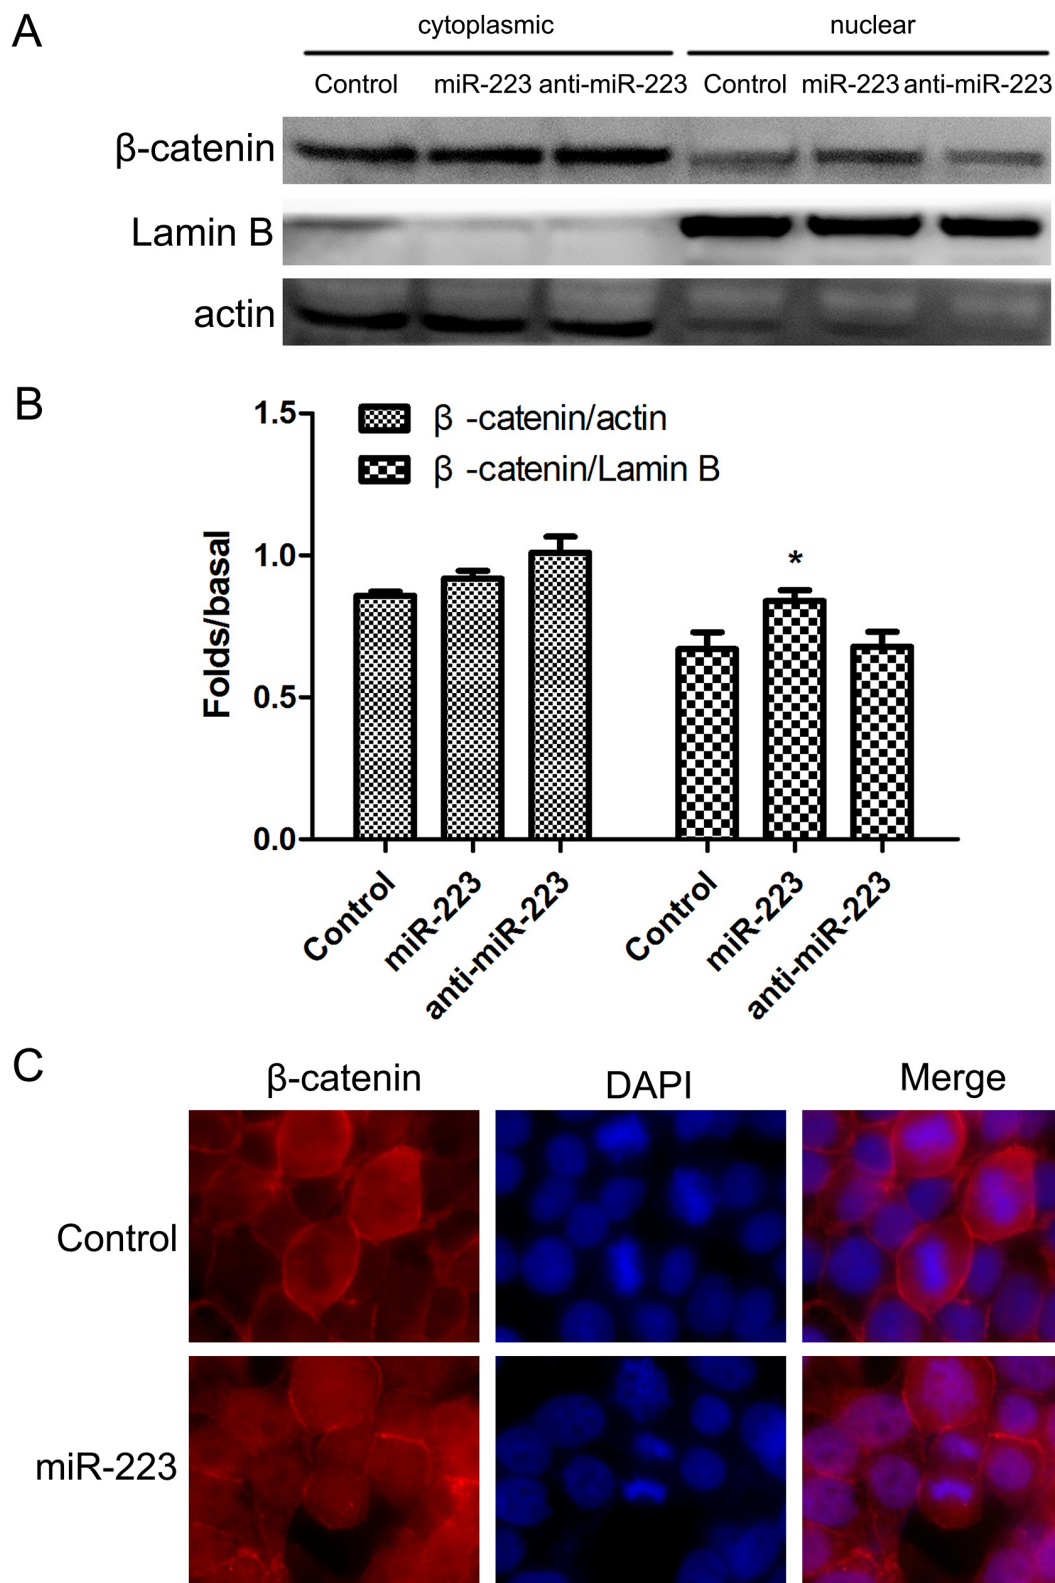 A
cytoplasmic nuclear
Control miR-223 anti-miR-223 Control miR-223 anti-miR-223
β-catenin
Lamin B
actin
B
β -catenin/actin
β -catenin/Lamin B
Folds/basal
1.5
1.0
0.5
0.0
*
Control miR-223 anti-miR-223 Control miR-223 anti-miR-223
C
β-catenin DAPI Merge
Control
miR-223